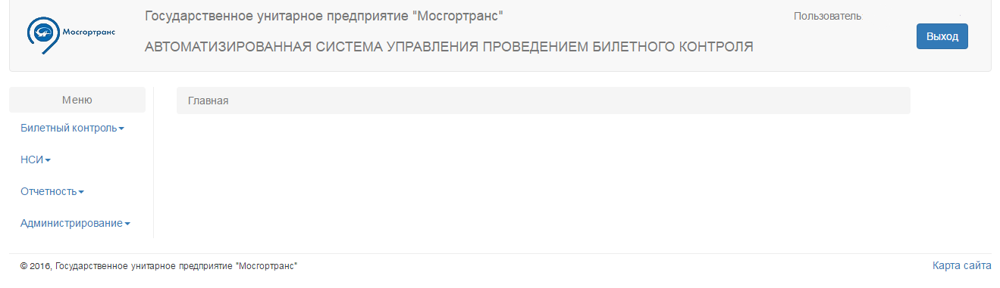 Мосгортранс
Государственное унитарное предприятие "Мосгортранс"
АВТОМАТИЗИРОВАННАЯ СИСТЕМА УПРАВЛЕНИЯ ПРОВЕДЕНИЕМ БИЛЕТНОГО КОНТРОЛЯ
Пользователь
Выход
Меню
Билетный контроль
НСИ
Отчетность
Администрирование
Главная
© 2016, Государственное унитарное предприятие "Мосгортранс"
Карта сайта